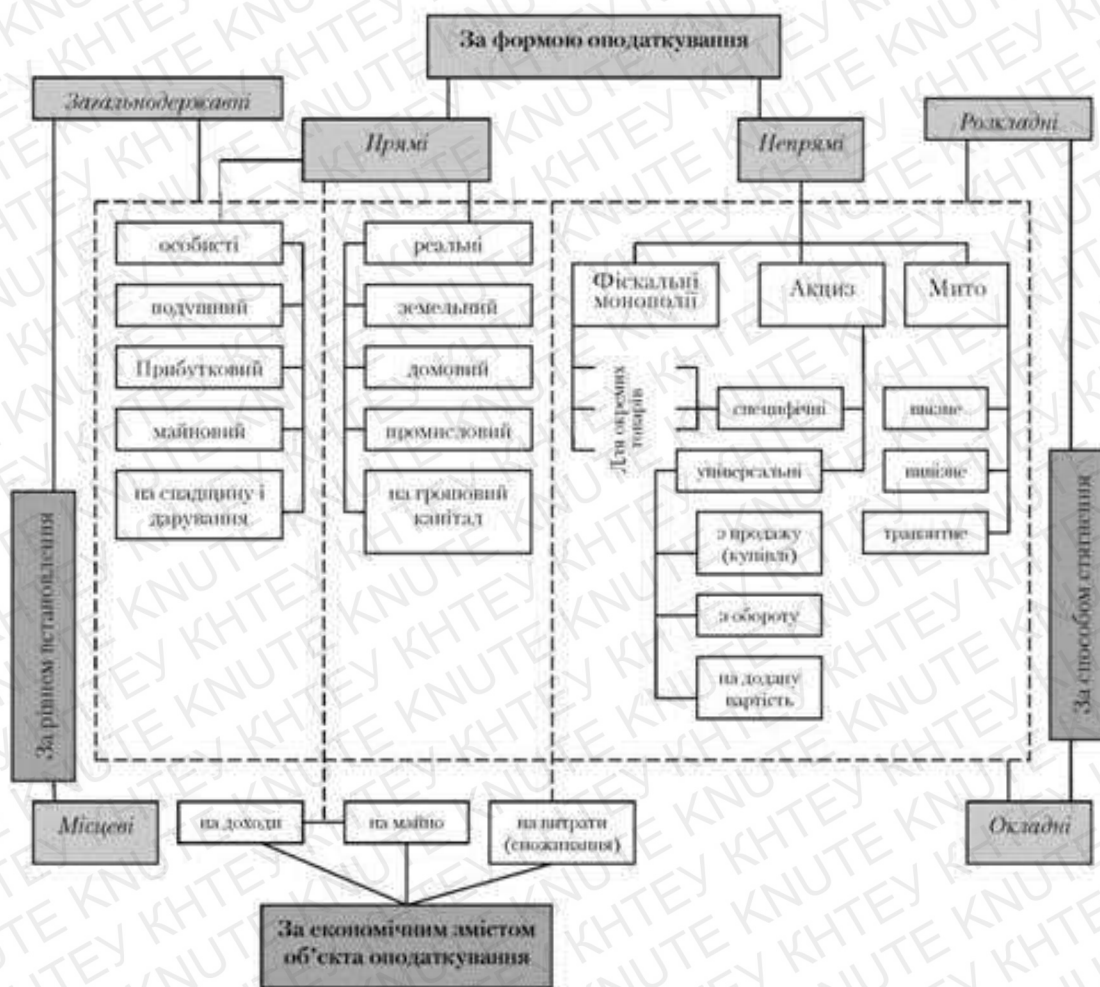 За формою оподаткування
Загальнодержавні
Прямі
Непрямі
Розкладні
особисті
подушний
Прибутковий
майновий
на спадщину і
дарування
реальні
земельний
домовий
промисловий
на грошовий
капітал
Фіскальні
монополії
Акциз
Мито
Для окремих
товарів
специфічні
універсальні
з продажу
(купівлі)
з обороту
на додану
вартість
ввізне
вивізне
транзитне
За рівнем встановлення
За способом стягнення
Місцеві
на доходи
на майно
на витрати
(споживання)
Окладні
За економічним змістом
об’єкта оподаткування
KNUTE КНТЕУ